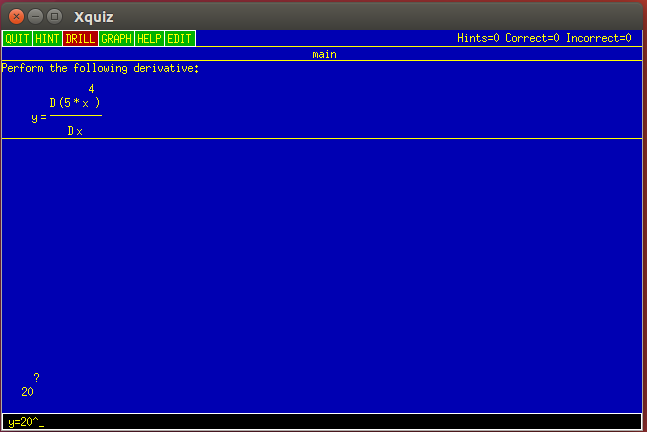 Xquiz
QUIT HINT DRILL GRAPH HELP EDIT Hints=0 Correct=0 Incorrect=0
main
Perform the following derivative:
4
D(5*x )
y=
Dx
?
20
y=20^_